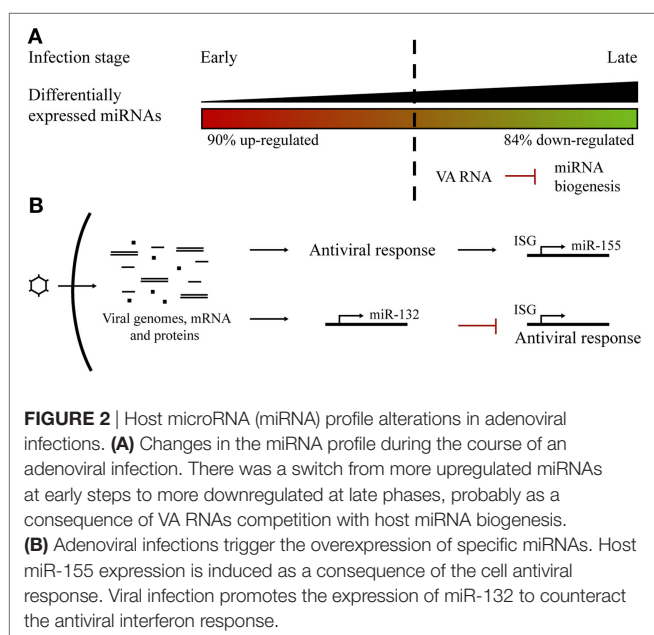 A
Infection stage Early Late
Differentially
expressed miRNAs
90% up-regulated 84% down-regulated
VA RNA miRNA
biogenesis
B
Antiviral response ISG miR-155
Viral genomes, mRNA
and proteins
miR-132 ISG
Antiviral response
FIGURE 2 | Host microRNA (miRNA) profile alterations in adenoviral
infections. (A) Changes in the miRNA profile during the course of an
adenoviral infection. There was a switch from more upregulated miRNAs
at early steps to more downregulated at late phases, probably as a
consequence of VA RNAs competition with host miRNA biogenesis.
(B) Adenoviral infections trigger the overexpression of specific miRNAs. Host
miR-155 expression is induced as a consequence of the cell antiviral
response. Viral infection promotes the expression of miR-132 to counteract
the antiviral interferon response.